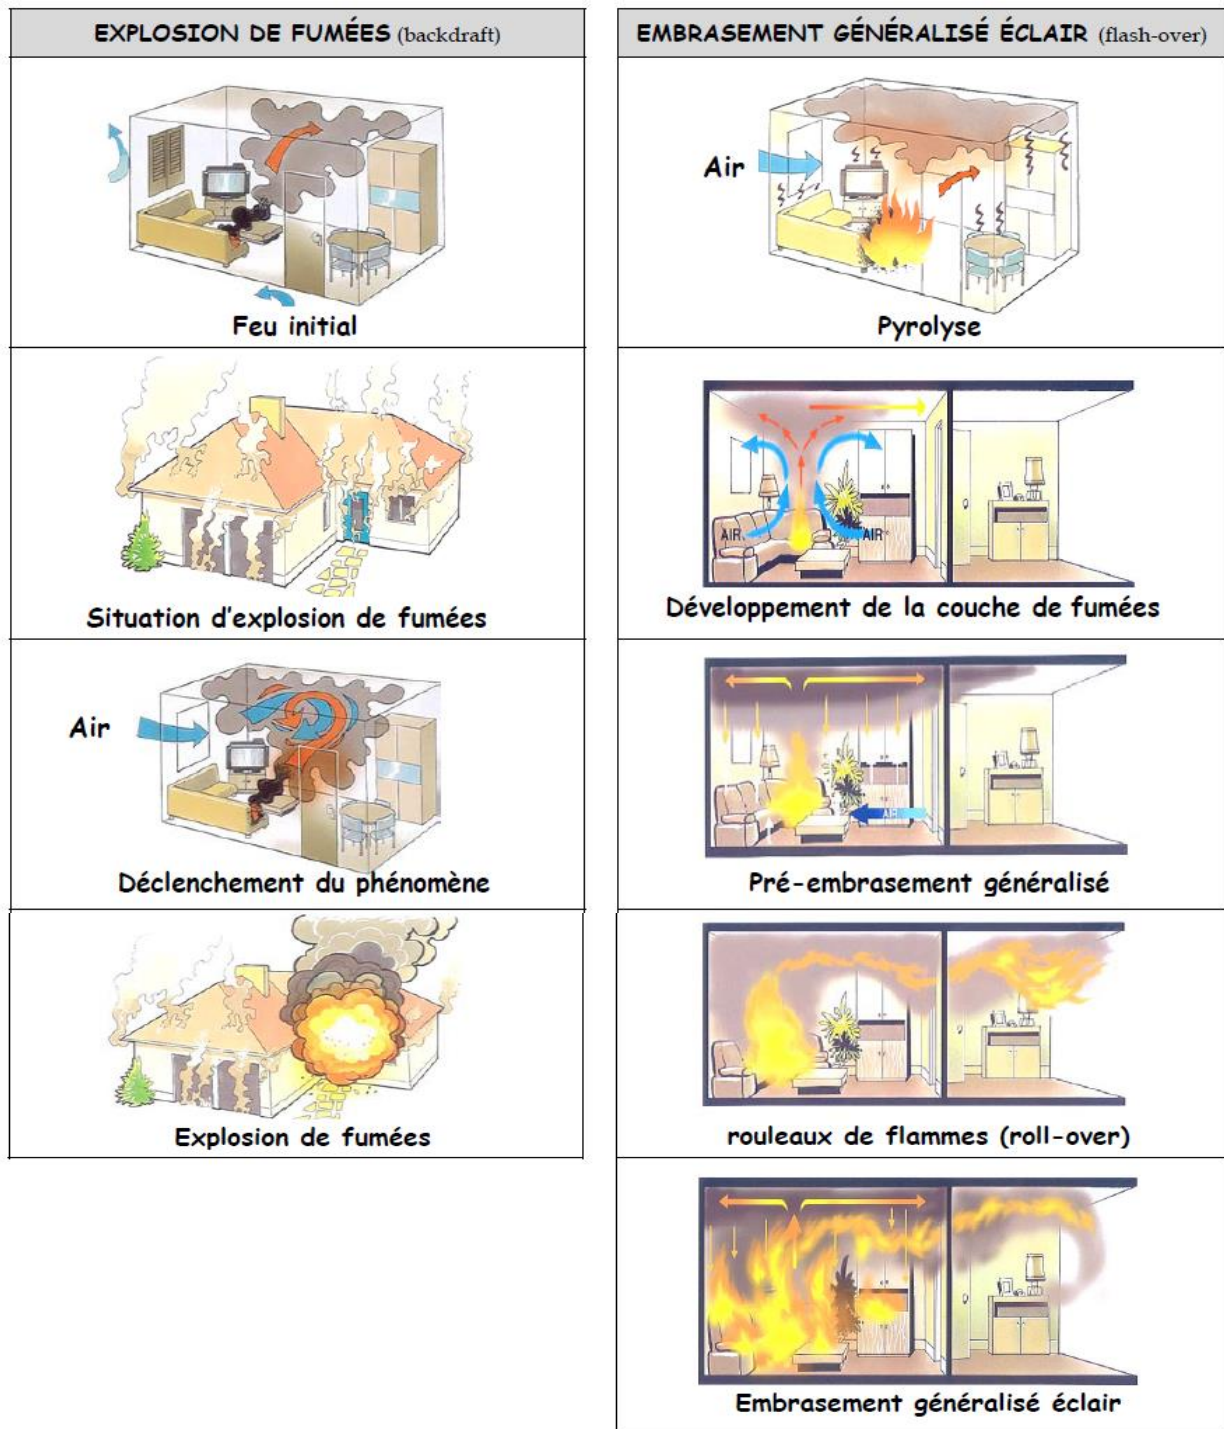 EXPLOSION DE FUMÉES (backdraft)
Feu initial
Situation d'explosion de fumées
Air
Déclenchement du phénomène
Explosion de fumées
EMBRASEMENT GÉNÉRALISÉ ÉCLAIR (flash-over)
Air
Pyrolyse
AIR
AIR
Développement de la couche de fumées
AIR
Pré-embrasement généralisé
rouleaux de flammes (roll-over)
Embrasement généralisé éclair